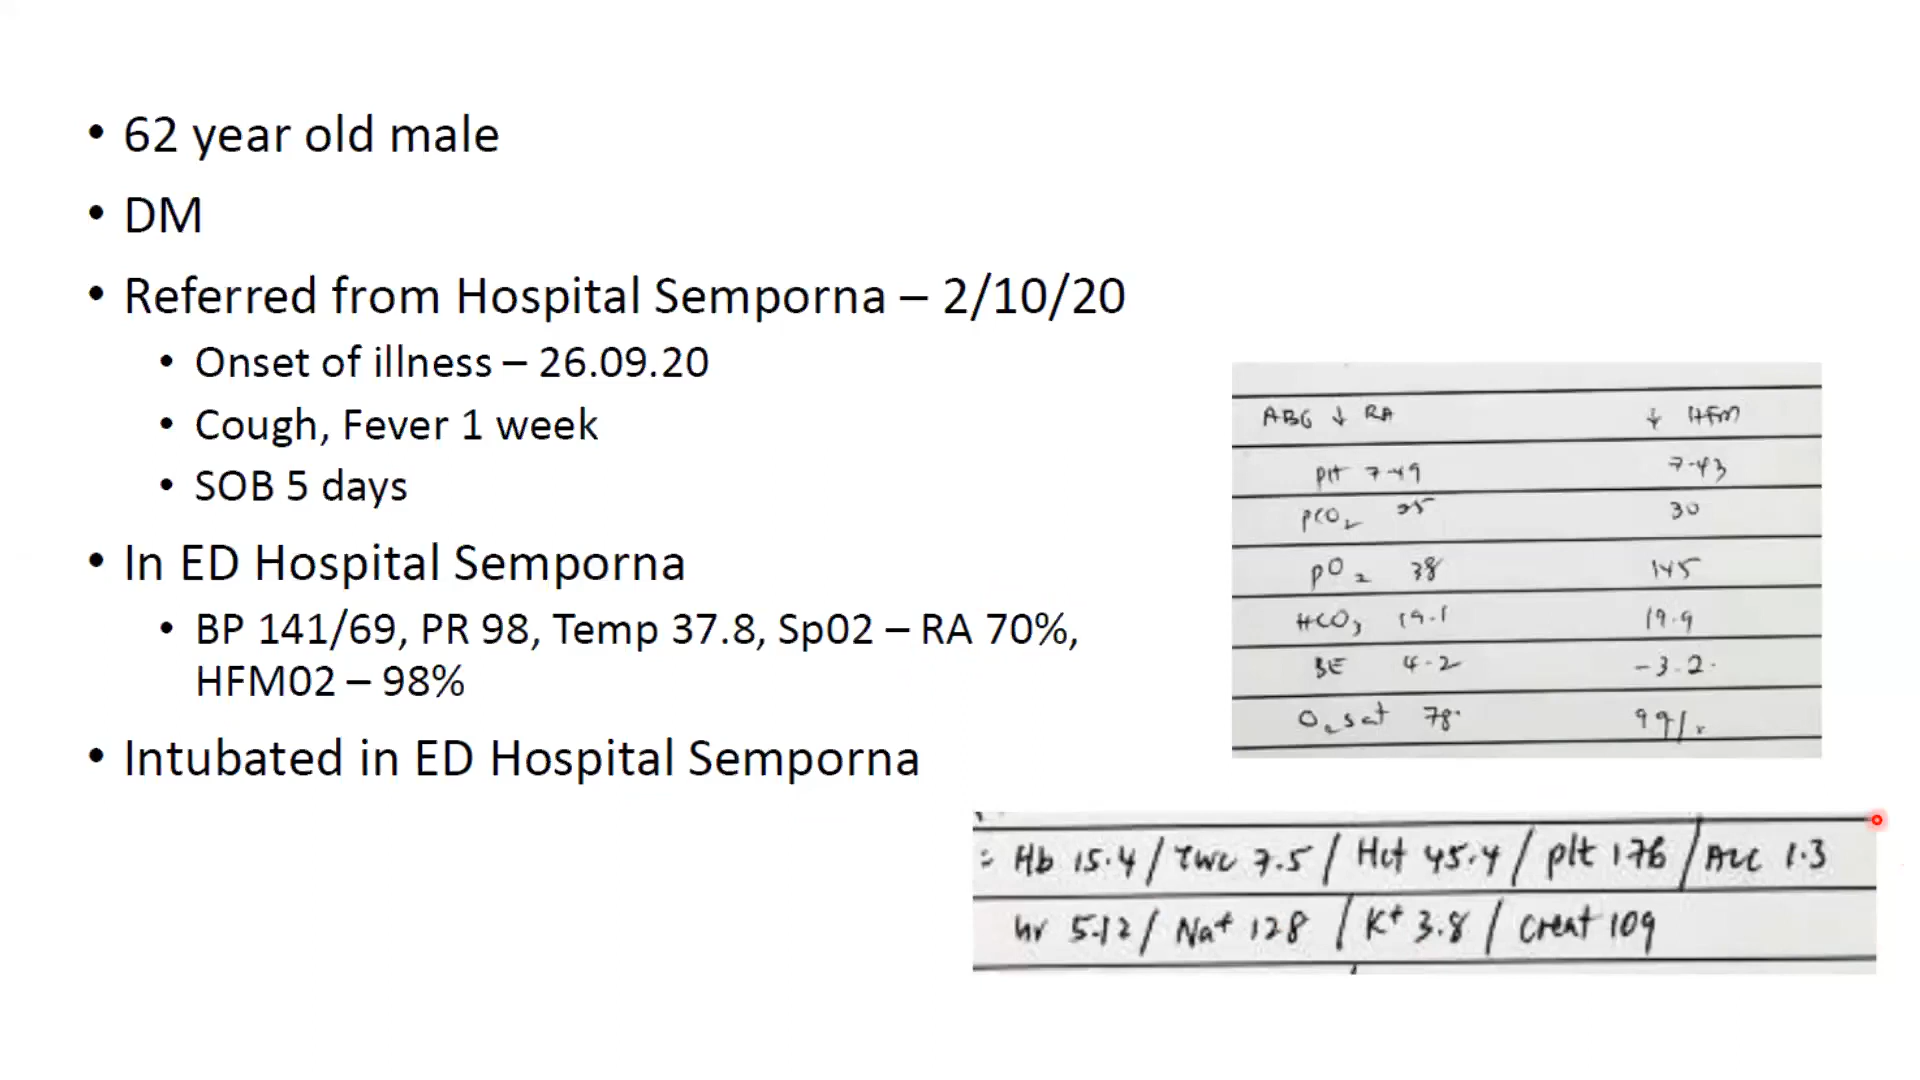 • 62 year old male
• DM
• Referred from Hospital Semporna – 2/10/20
• Onset of illness – 26.09.20
• Cough, Fever 1 week
• SOB 5 days
• In ED Hospital Semporna
• BP 141/69, PR 98, Temp 37.8, Sp02 – RA 70%,
HFM02 – 98%
• Intubated in ED Hospital Semporna
ABG ↓ RA ↓ HFM
pH 7.49 7.43
pCO₂ 25 30
pO₂ 38 145
HCO₃ 19.1 19.9
BE 4.2 -3.2
O₂ sat 78 99%
: Hb 15.4 / TWC 7.5 / Hct 45.4 / plt 176 / ALC 1.3
5.12 / Na+ 128 / K+ 3.8 / Creat 109